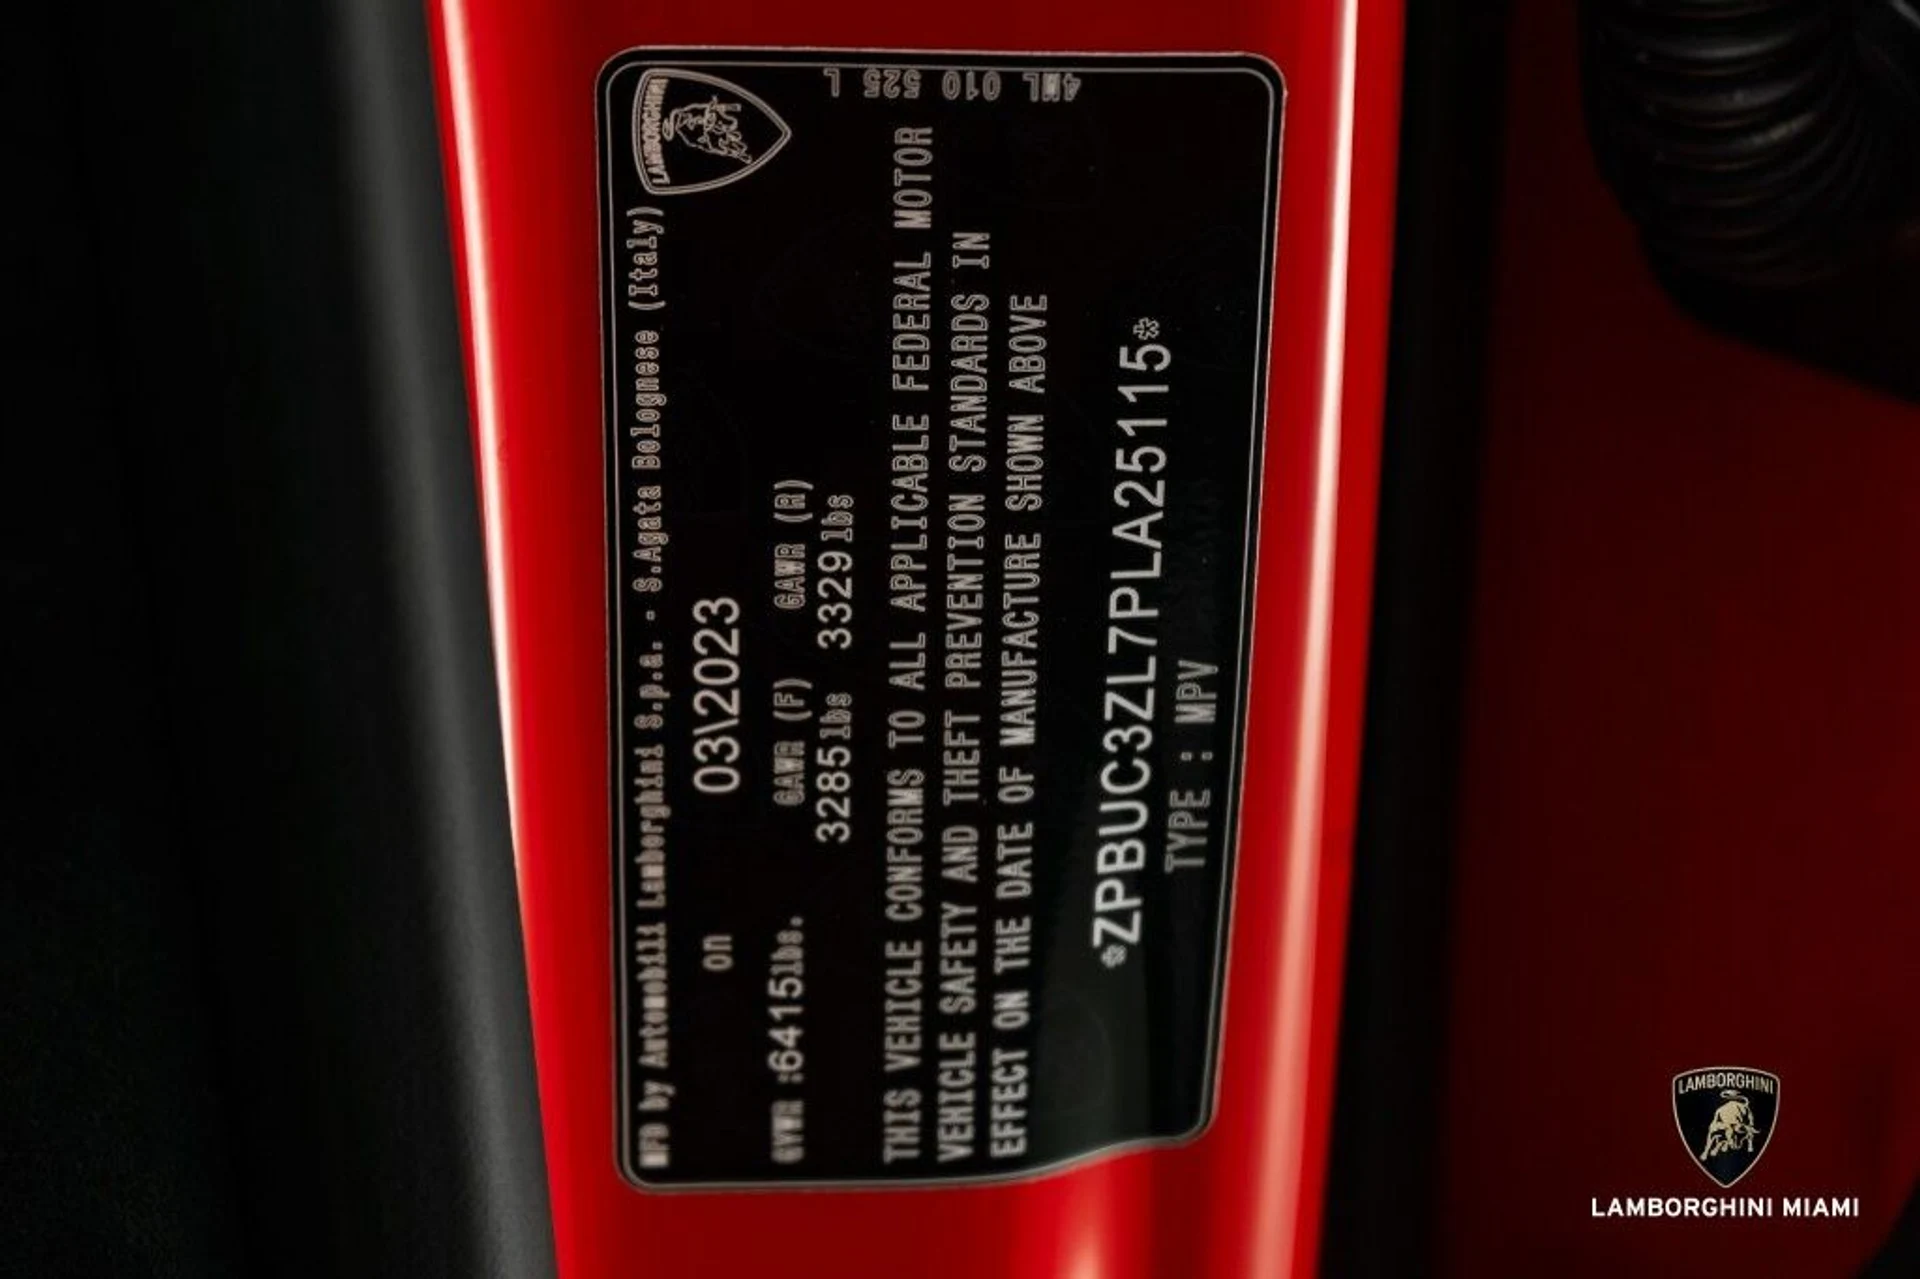 LAMBORGHINI
MFD by Automobili Lamborghini S.p.a. - S.Agata Bolognese (Italy)
on 03\2023
GAWR (F) GAWR (R)
GVWR :6415lbs. 3285lbs 3329lbs
THIS VEHICLE CONFORMS TO ALL APPLICABLE FEDERAL MOTOR
VEHICLE SAFETY AND THEFT PREVENTION STANDARDS IN
EFFECT ON THE DATE OF MANUFACTURE SHOWN ABOVE
*ZPBUC3ZL7PLA25115*
TYPE : MPV
4ML 010 525 L
LAMBORGHINI
LAMBORGHINI MIAMI